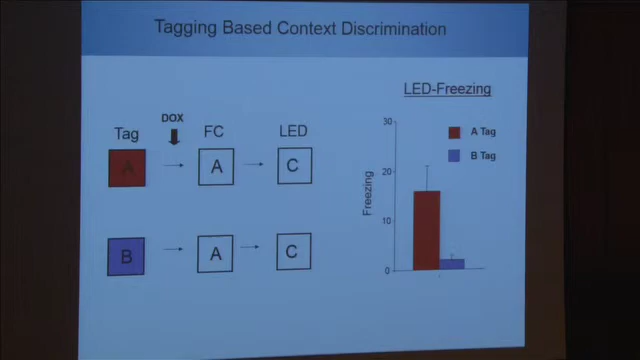 Tagging Based Context Discrimination
LED-Freezing
DOX
Tag
FC
LED
A
A
C
B
A
C
30
20
10
0
Freezing
A Tag
B Tag